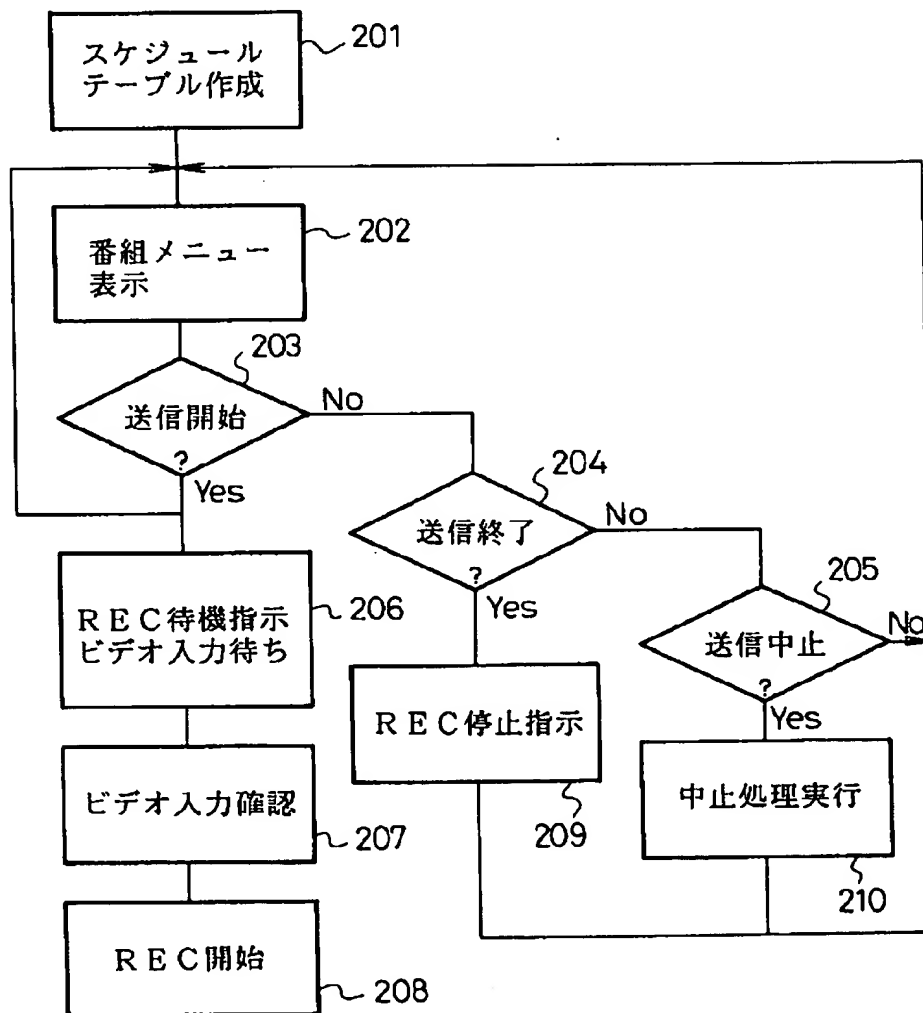 スケジュール
テーブル作成
201
番組メニュー
表示
202
203
送信開始
?
No
Yes
204
送信終了
?
No
Yes
205
送信中止
?
No
Yes
REC待機指示
ビデオ入力待ち
206
REC停止指示
209
中止処理実行
210
ビデオ入力確認
207
REC開始
208